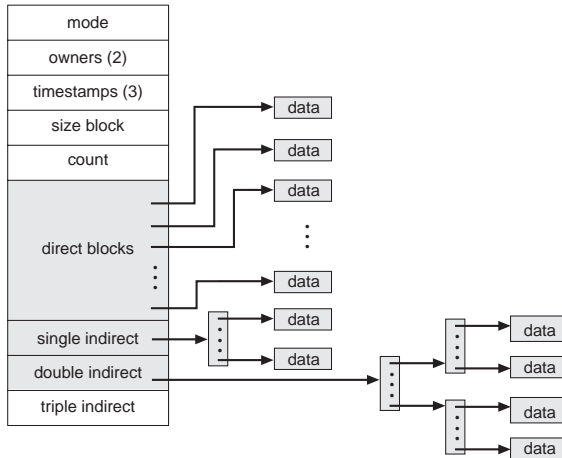 mode
owners (2)
timestamps (3)
size block
count
direct blocks
single indirect
double indirect
triple indirect
data
data
data
data
data
data
data
data
data
data